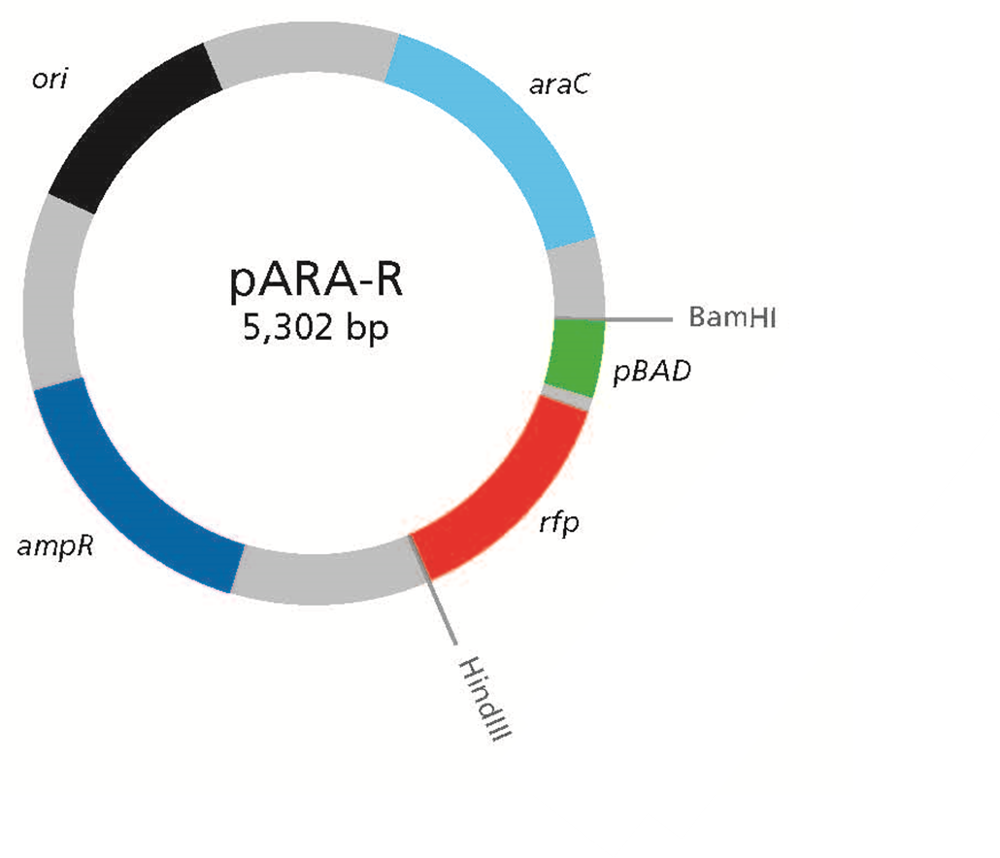 ori
araC
pARA-R
5,302 bp
BamHI
pBAD
rfp
ampR
HindIII